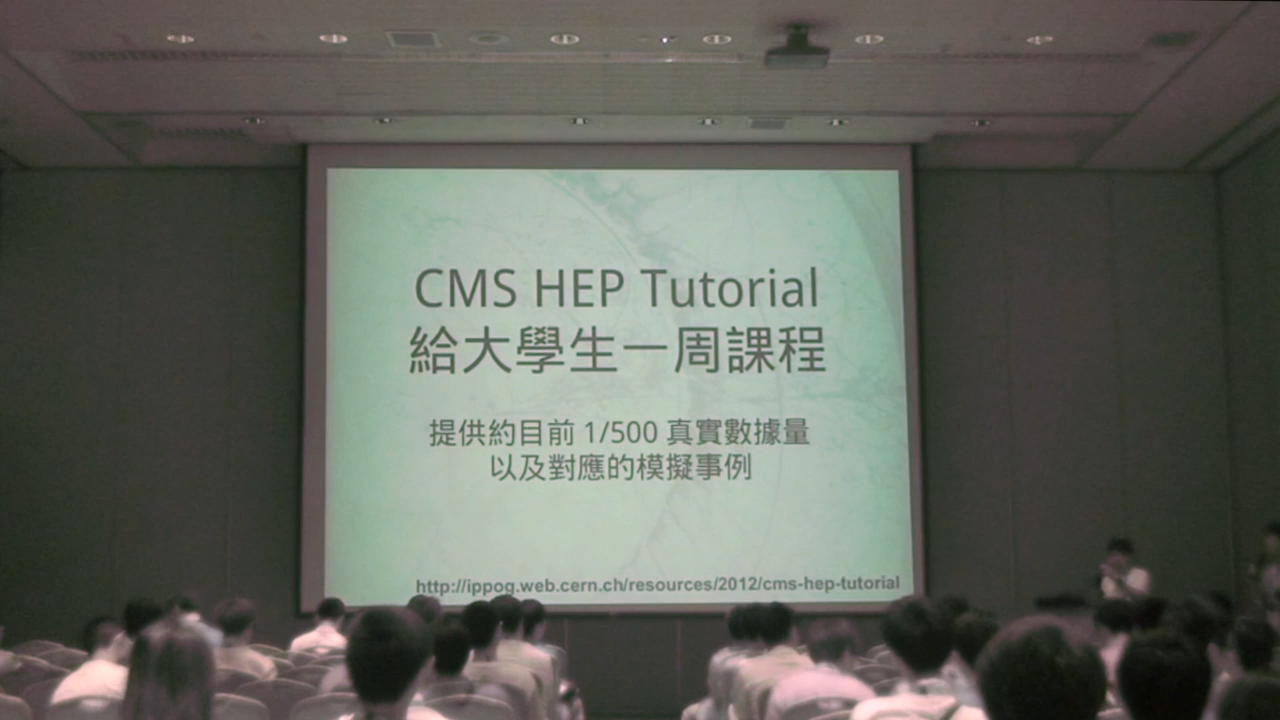 CMS HEP Tutorial
給大學生一周課程
提供約目前 1/500 真實數據量
以及對應的模擬事例
http://ippog.web.cern.ch/resources/2012/cms-hep-tutorial